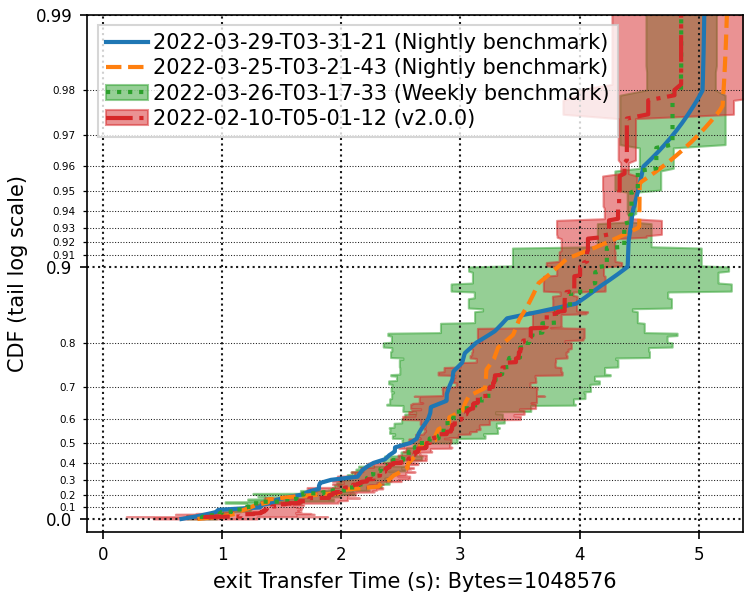 0.99
2022-03-29-T03-31-21 (Nightly benchmark)
2022-03-25-T03-21-43 (Nightly benchmark)
2022-03-26-T03-17-33 (Weekly benchmark)
2022-02-10-T05-01-12 (v2.0.0)
0.98
0.97
0.96
0.95
0.94
0.93
0.92
0.91
0.9
0.8
0.7
0.6
0.5
0.4
0.3
0.2
0.1
0.0
CDF (tail log scale)
0 1 2 3 4 5
exit Transfer Time (s): Bytes=1048576